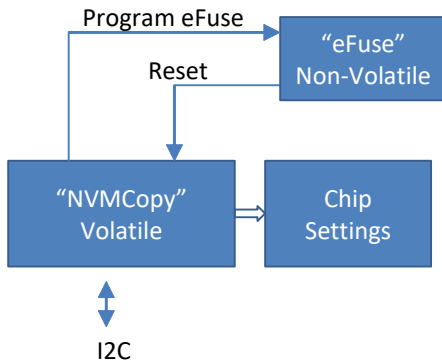 Program eFuse
“eFuse”
Non-Volatile
Reset
“NVMCopy”
Volatile
Chip
Settings
I2C